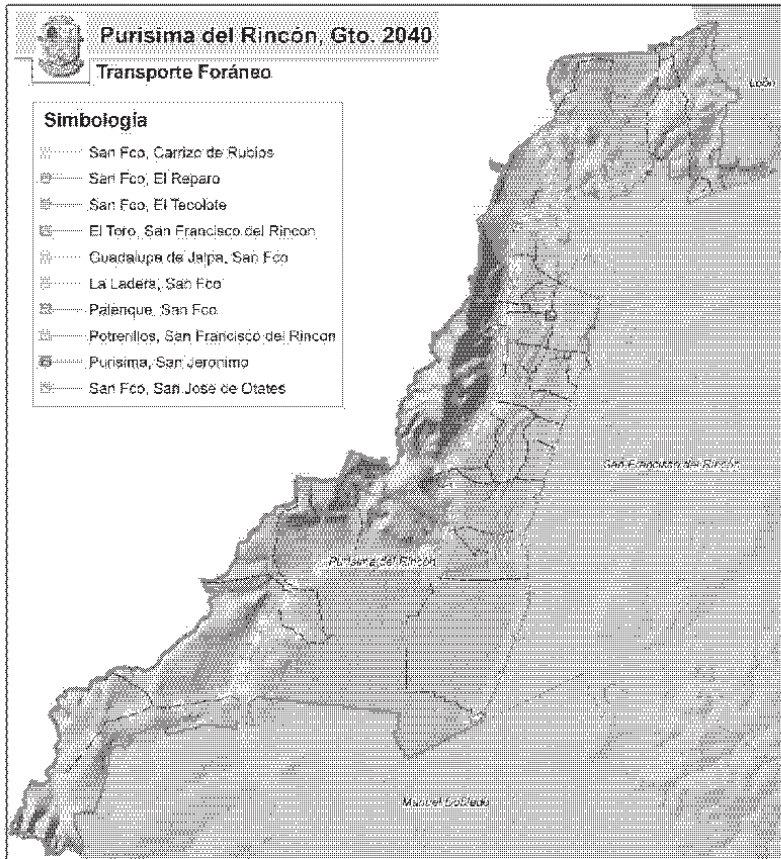 Purísima del Rincón, Gto. 2040
Transporte Foráneo
Simbología
San Fco, Carrizo de Rubios
San Fco, El Reparo
San Fco, El Tecolote
El Toro, San Francisco del Rincon
Guadalupe de Jalpa, San Fco
La Ladera, San Fco
Palenque, San Fco
Potrerillos, San Francisco del Rincon
Purisima, San Jeronimo
San Fco, San Jose de Otates
León
San Francisco del Rincón
Purísima del Rincón
Manuel Doblado